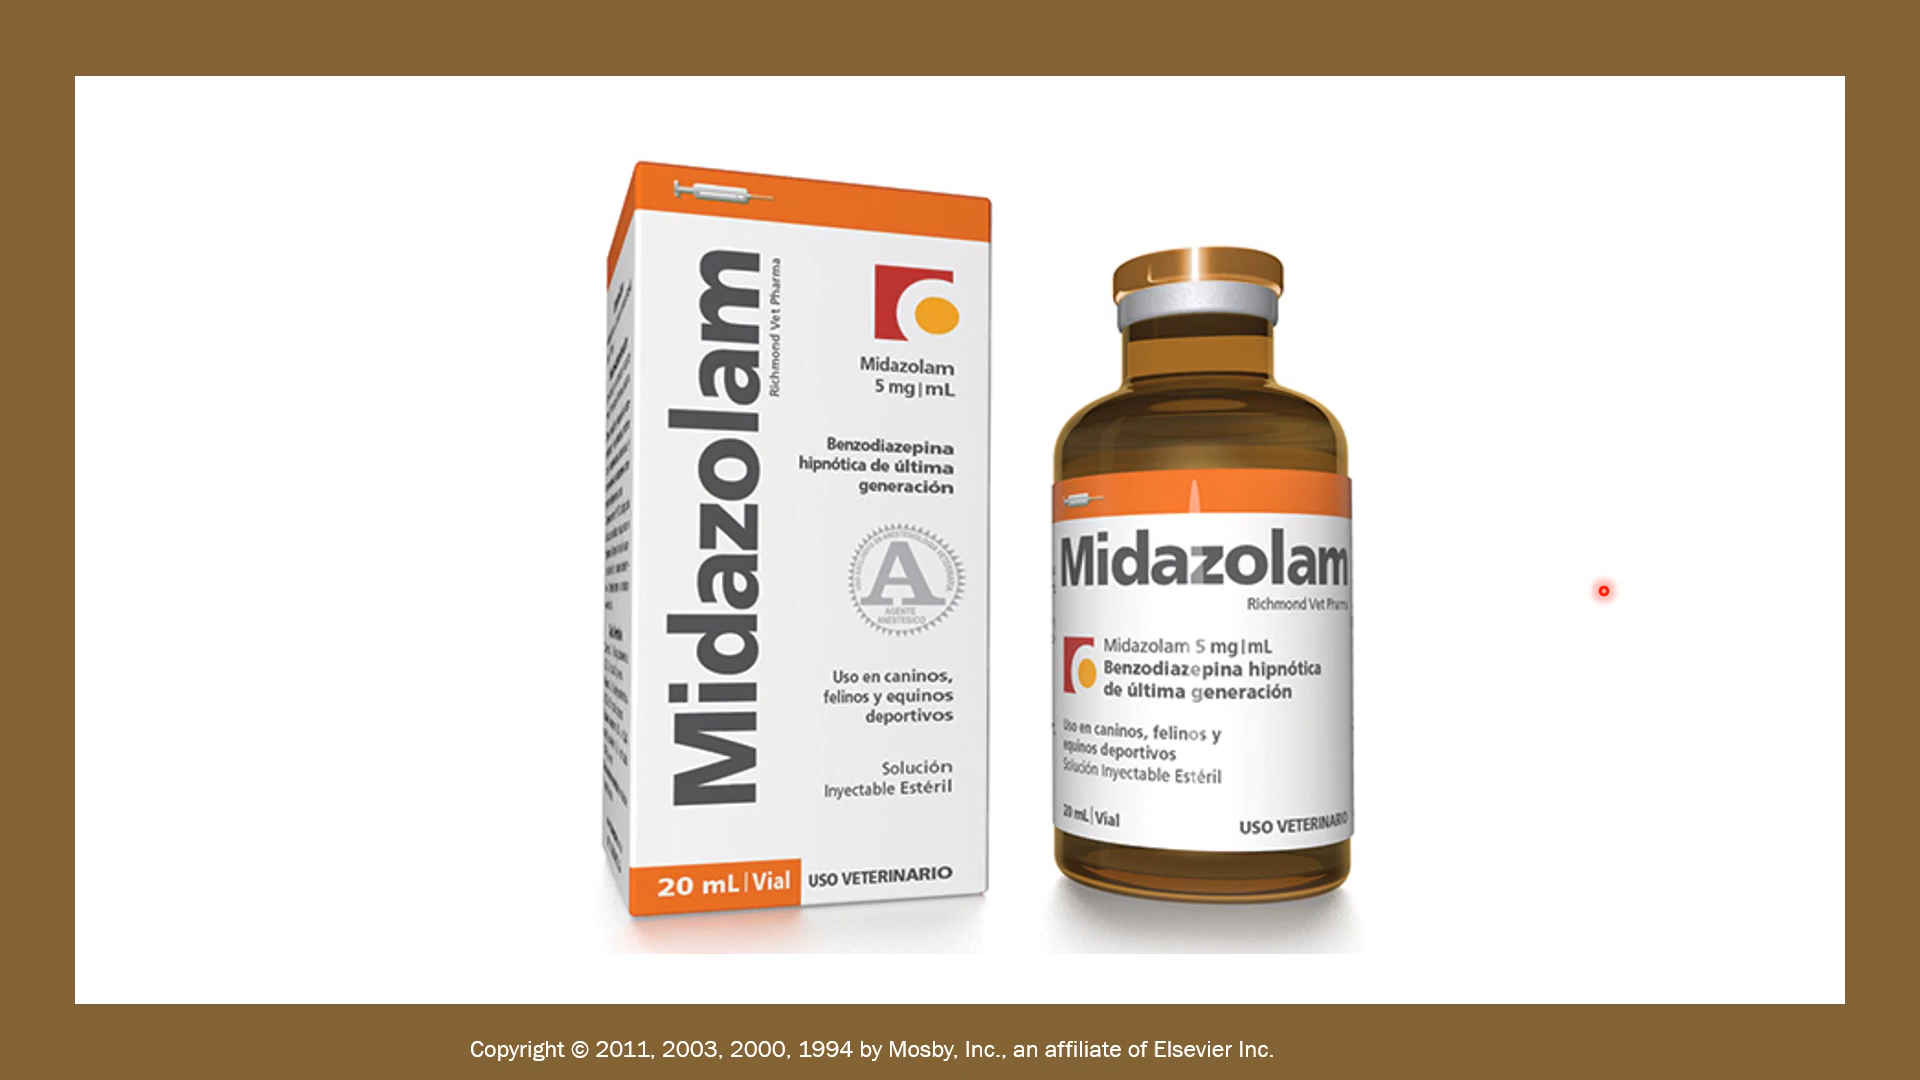 Midazolam
Richmond Vet Pharma
Midazolam
5 mg|mL
Benzodiazepina
hipnótica de última
generación
A
AGENTE
ANESTESICO
Uso en caninos,
felinos y equinos
deportivos
Solución
Inyectable Estéril
20 mL|Vial
USO VETERINARIO
Midazolam
Richmond Vet Pharma
Midazolam 5 mg|mL
Benzodiazepina hipnótica
de última generación
Uso en caninos, felinos y
equinos deportivos
Solución Inyectable Estéril
20 mL|Vial
USO VETERINARIO
Copyright © 2011, 2003, 2000, 1994 by Mosby, Inc., an affiliate of Elsevier Inc.